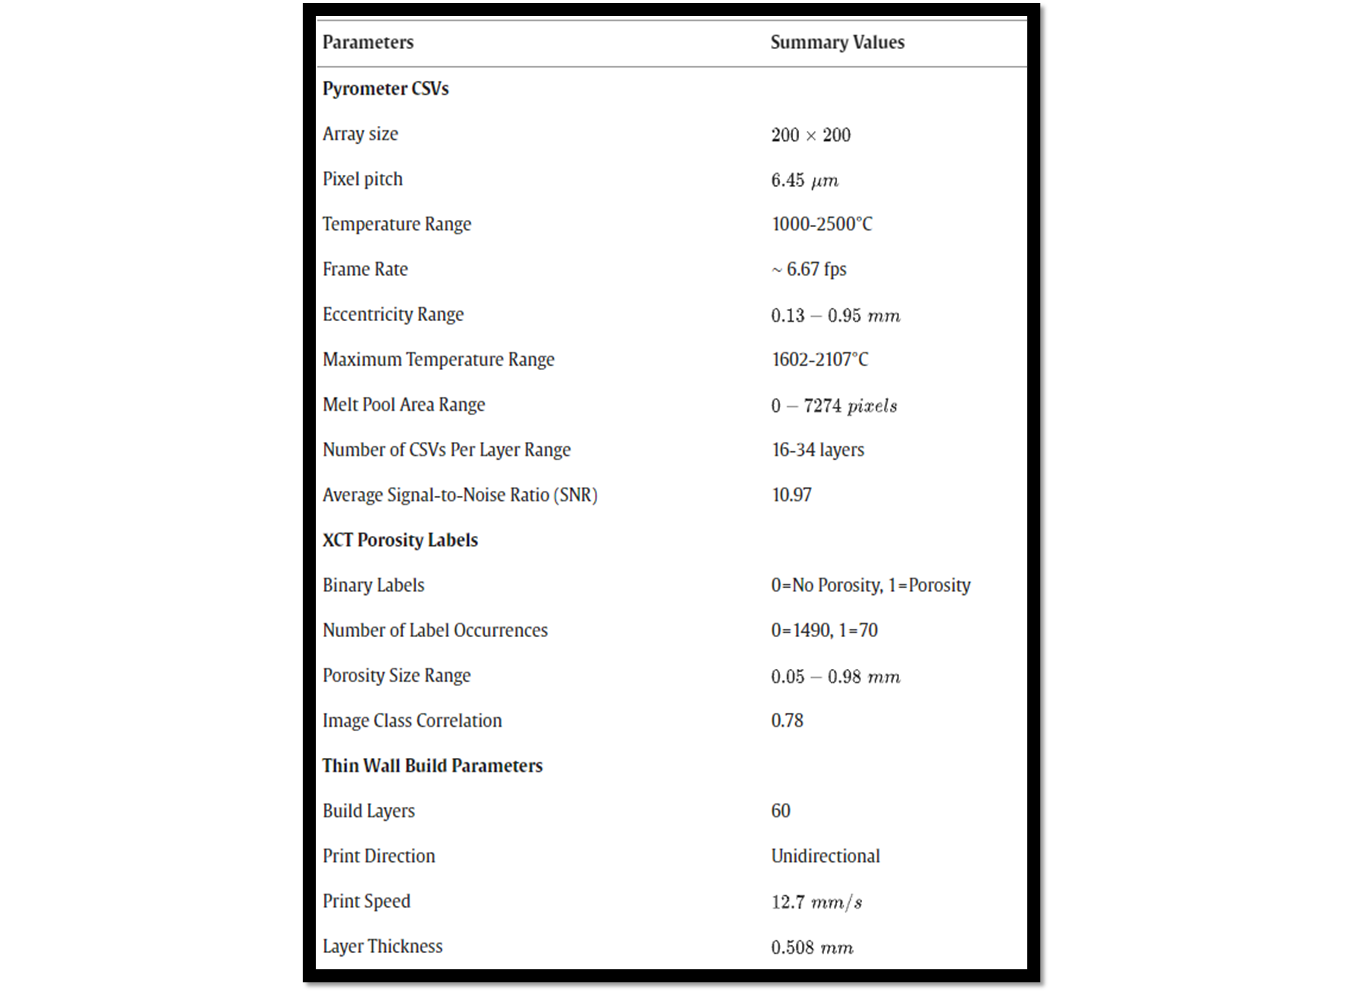 Parameters Summary Values
Pyrometer CSVs
Array size 200 × 200
Pixel pitch 6.45 μm
Temperature Range 1000-2500°C
Frame Rate ~ 6.67 fps
Eccentricity Range 0.13 – 0.95 mm
Maximum Temperature Range 1602-2107°C
Melt Pool Area Range 0 – 7274 pixels
Number of CSVs Per Layer Range 16-34 layers
Average Signal-to-Noise Ratio (SNR) 10.97
XCT Porosity Labels
Binary Labels 0=No Porosity, 1=Porosity
Number of Label Occurrences 0=1490, 1=70
Porosity Size Range 0.05 – 0.98 mm
Image Class Correlation 0.78
Thin Wall Build Parameters
Build Layers 60
Print Direction Unidirectional
Print Speed 12.7 mm/s
Layer Thickness 0.508 mm